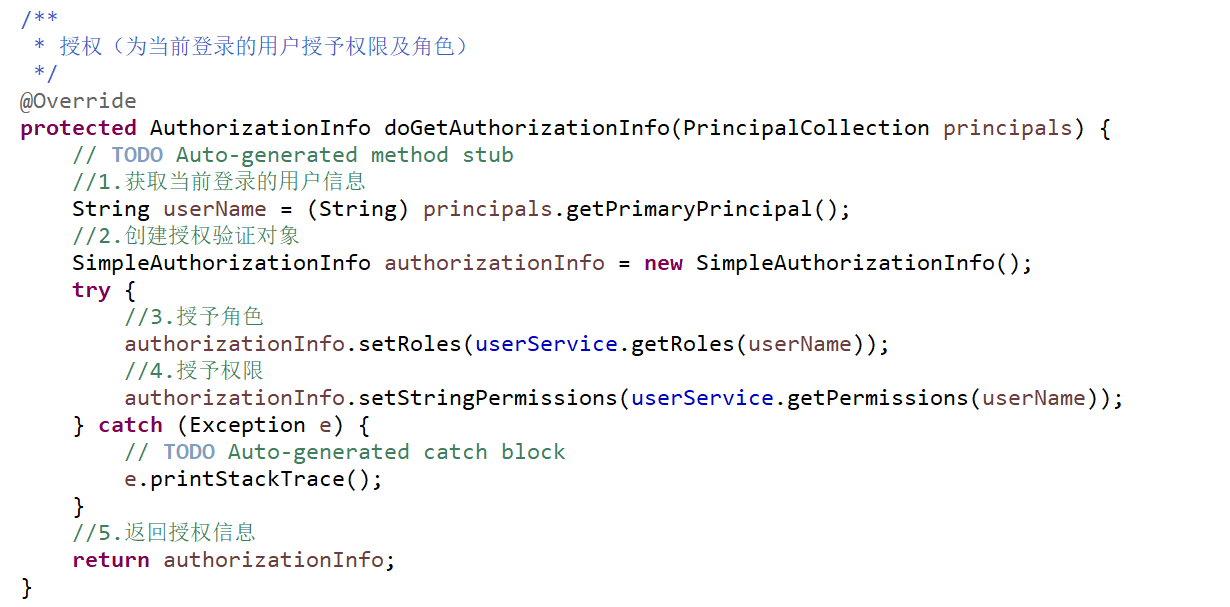 /**
 * 授权（为当前登录的用户授予权限及角色）
 */
@Override
protected AuthorizationInfo doGetAuthorizationInfo(PrincipalCollection principals) {
    // TODO Auto-generated method stub
    //1.获取当前登录的用户信息
    String userName = (String) principals.getPrimaryPrincipal();
    //2.创建授权验证对象
    SimpleAuthorizationInfo authorizationInfo = new SimpleAuthorizationInfo();
    try {
        //3.授予角色
        authorizationInfo.setRoles(userService.getRoles(userName));
        //4.授予权限
        authorizationInfo.setStringPermissions(userService.getPermissions(userName));
    } catch (Exception e) {
        // TODO Auto-generated catch block
        e.printStackTrace();
    }
    //5.返回授权信息
    return authorizationInfo;
}